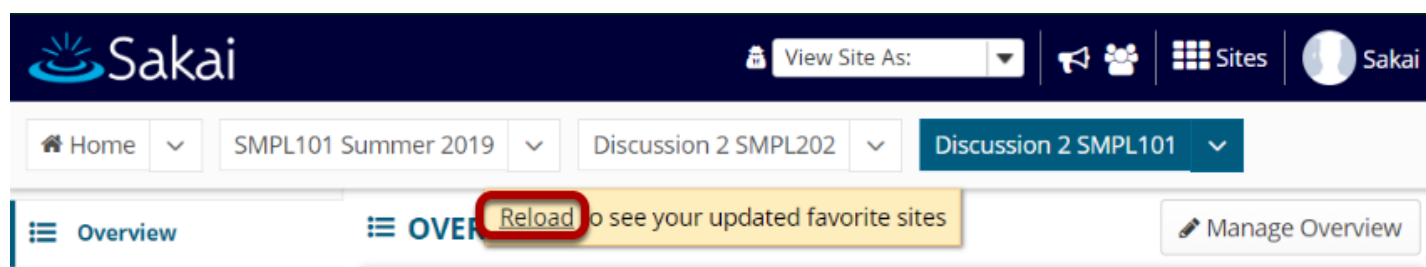 Sakai
View Site As:
Sites
Sakai
Home
SMPL101 Summer 2019
Discussion 2 SMPL202
Discussion 2 SMPL101
Overview
OVER
Reload o see your updated favorite sites
Manage Overview